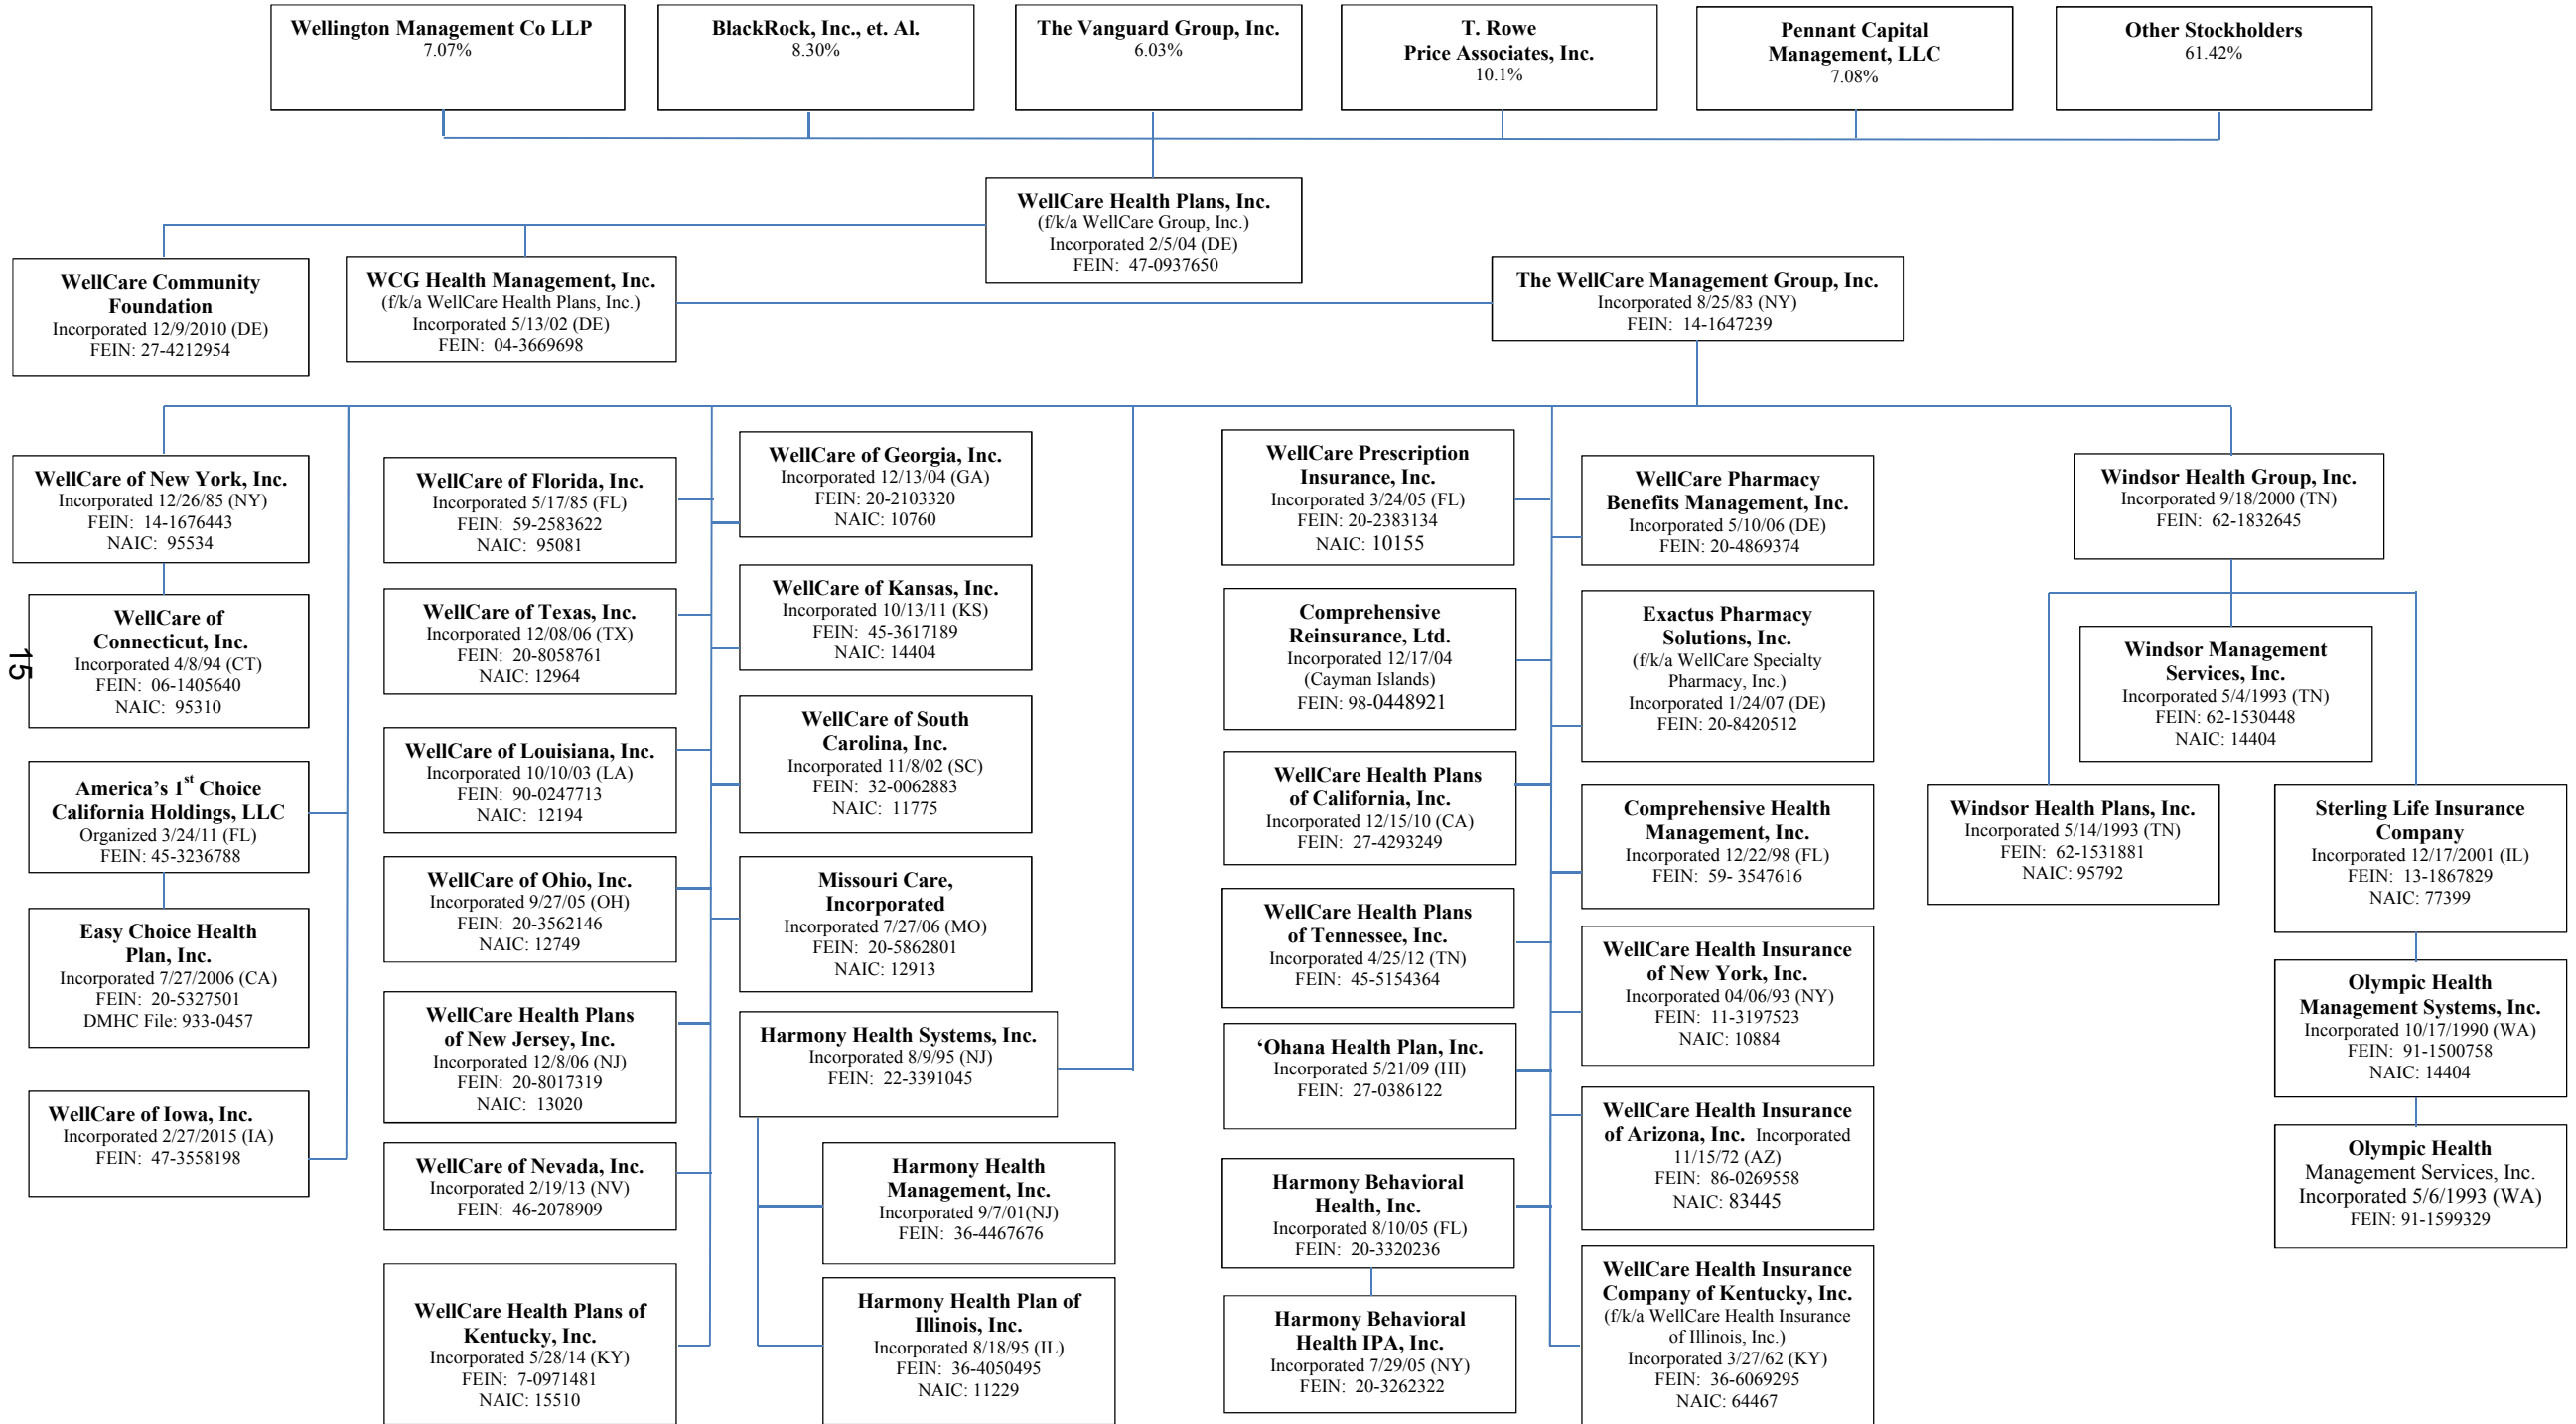 Wellington Management Co LLP
7.07%
BlackRock, Inc., et. Al.
8.30%
The Vanguard Group, Inc.
6.03%
T. Rowe
Price Associates, Inc.
10.1%
Pennant Capital
Management, LLC
7.08%
Other Stockholders
61.42%
WellCare Health Plans, Inc.
(f/k/a WellCare Group, Inc.)
Incorporated 2/5/04 (DE)
FEIN: 47-0937650
WellCare Community
Foundation
Incorporated 12/9/2010 (DE)
FEIN: 27-4212954
WCG Health Management, Inc.
(f/k/a WellCare Health Plans, Inc.)
Incorporated 5/13/02 (DE)
FEIN: 04-3669698
The WellCare Management Group, Inc.
Incorporated 8/25/83 (NY)
FEIN: 14-1647239
WellCare of New York, Inc.
Incorporated 12/26/85 (NY)
FEIN: 14-1676443
NAIC: 95534
WellCare of
Connecticut, Inc.
Incorporated 4/8/94 (CT)
FEIN: 06-1405640
NAIC: 95310
15
America's 1st Choice
California Holdings, LLC
Organized 3/24/11 (FL)
FEIN: 45-3236788
Easy Choice Health
Plan, Inc.
Incorporated 7/27/2006 (CA)
FEIN: 20-5327501
DMHC File: 933-0457
WellCare of Iowa, Inc.
Incorporated 2/27/2015 (IA)
FEIN: 47-3558198
WellCare of Florida, Inc.
Incorporated 5/17/85 (FL)
FEIN: 59-2583622
NAIC: 95081
WellCare of Texas, Inc.
Incorporated 12/08/06 (TX)
FEIN: 20-8058761
NAIC: 12964
WellCare of Louisiana, Inc.
Incorporated 10/10/03 (LA)
FEIN: 90-0247713
NAIC: 12194
WellCare of Ohio, Inc.
Incorporated 9/27/05 (OH)
FEIN: 20-3562146
NAIC: 12749
WellCare Health Plans
of New Jersey, Inc.
Incorporated 12/8/06 (NJ)
FEIN: 20-8017319
NAIC: 13020
WellCare of Nevada, Inc.
Incorporated 2/19/13 (NV)
FEIN: 46-2078909
WellCare Health Plans of
Kentucky, Inc.
Incorporated 5/28/14 (KY)
FEIN: 7-0971481
NAIC: 15510
WellCare of Georgia, Inc.
Incorporated 12/13/04 (GA)
FEIN: 20-2103320
NAIC: 10760
WellCare of Kansas, Inc.
Incorporated 10/13/11 (KS)
FEIN: 45-3617189
NAIC: 14404
WellCare of South
Carolina, Inc.
Incorporated 11/8/02 (SC)
FEIN: 32-0062883
NAIC: 11775
Missouri Care,
Incorporated
Incorporated 7/27/06 (MO)
FEIN: 20-5862801
NAIC: 12913
Harmony Health Systems, Inc.
Incorporated 8/9/95 (NJ)
FEIN: 22-3391045
Harmony Health
Management, Inc.
Incorporated 9/7/01(NJ)
FEIN: 36-4467676
Harmony Health Plan of
Illinois, Inc.
Incorporated 8/18/95 (IL)
FEIN: 36-4050495
NAIC: 11229
WellCare Prescription
Insurance, Inc.
Incorporated 3/24/05 (FL)
FEIN: 20-2383134
NAIC: 10155
Comprehensive
Reinsurance, Ltd.
Incorporated 12/17/04
(Cayman Islands)
FEIN: 98-0448921
WellCare Health Plans
of California, Inc.
Incorporated 12/15/10 (CA)
FEIN: 27-4293249
WellCare Health Plans
of Tennessee, Inc.
Incorporated 4/25/12 (TN)
FEIN: 45-5154364
‘Ohana Health Plan, Inc.
Incorporated 5/21/09 (HI)
FEIN: 27-0386122
Harmony Behavioral
Health, Inc.
Incorporated 8/10/05 (FL)
FEIN: 20-3320236
Harmony Behavioral
Health IPA, Inc.
Incorporated 7/29/05 (NY)
FEIN: 20-3262322
WellCare Pharmacy
Benefits Management, Inc.
Incorporated 5/10/06 (DE)
FEIN: 20-4869374
Exactus Pharmacy
Solutions, Inc.
(f/k/a WellCare Specialty
Pharmacy, Inc.)
Incorporated 1/24/07 (DE)
FEIN: 20-8420512
Comprehensive Health
Management, Inc.
Incorporated 12/22/98 (FL)
FEIN: 59- 3547616
WellCare Health Insurance
of New York, Inc.
Incorporated 04/06/93 (NY)
FEIN: 11-3197523
NAIC: 10884
WellCare Health Insurance
of Arizona, Inc. Incorporated
11/15/72 (AZ)
FEIN: 86-0269558
NAIC: 83445
WellCare Health Insurance
Company of Kentucky, Inc.
(f/k/a WellCare Health Insurance
of Illinois, Inc.)
Incorporated 3/27/62 (KY)
FEIN: 36-6069295
NAIC: 64467
Windsor Health Group, Inc.
Incorporated 9/18/2000 (TN)
FEIN: 62-1832645
Windsor Management
Services, Inc.
Incorporated 5/4/1993 (TN)
FEIN: 62-1530448
NAIC: 14404
Windsor Health Plans, Inc.
Incorporated 5/14/1993 (TN)
FEIN: 62-1531881
NAIC: 95792
Sterling Life Insurance
Company
Incorporated 12/17/2001 (IL)
FEIN: 13-1867829
NAIC: 77399
Olympic Health
Management Systems, Inc.
Incorporated 10/17/1990 (WA)
FEIN: 91-1500758
NAIC: 14404
Olympic Health
Management Services, Inc.
Incorporated 5/6/1993 (WA)
FEIN: 91-1599329